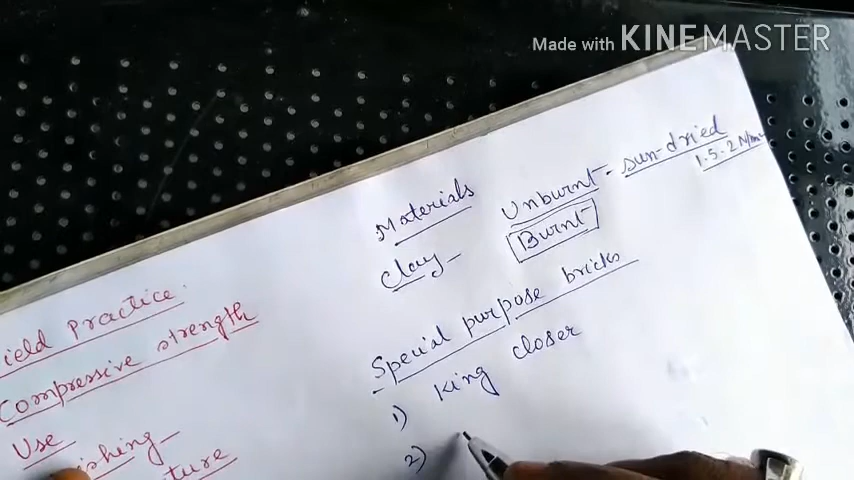 Made with KINEMASTER
Materials
Unburnt - sun-dried
1.5-2 N/m
Clay - Burnt
Special purpose bricks
1) King closer
2)
ield Practice.
Compressive strength
Use